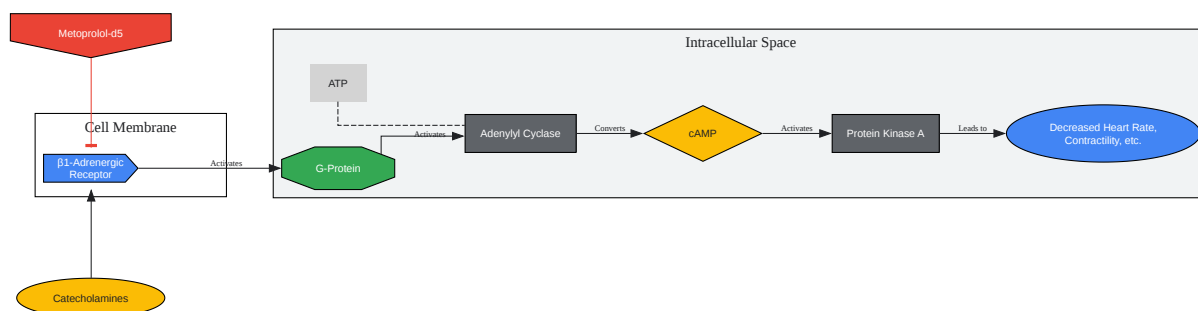 Metoprolol-d5
Intracellular Space
ATP
Cell Membrane
Activates
Adenylyl Cyclase
Converts
cAMP
Activates
Protein Kinase A
Leads to
Decreased Heart Rate,
Contractility, etc.
β1-Adrenergic
Receptor
Activates
G-Protein
Catecholamines